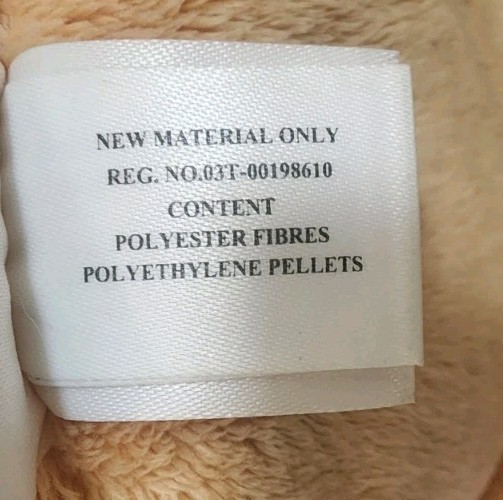 NEW MATERIAL ONLY
REG. NO.03T-00198610
CONTENT
POLYESTER FIBRES
POLYETHYLENE PELLETS